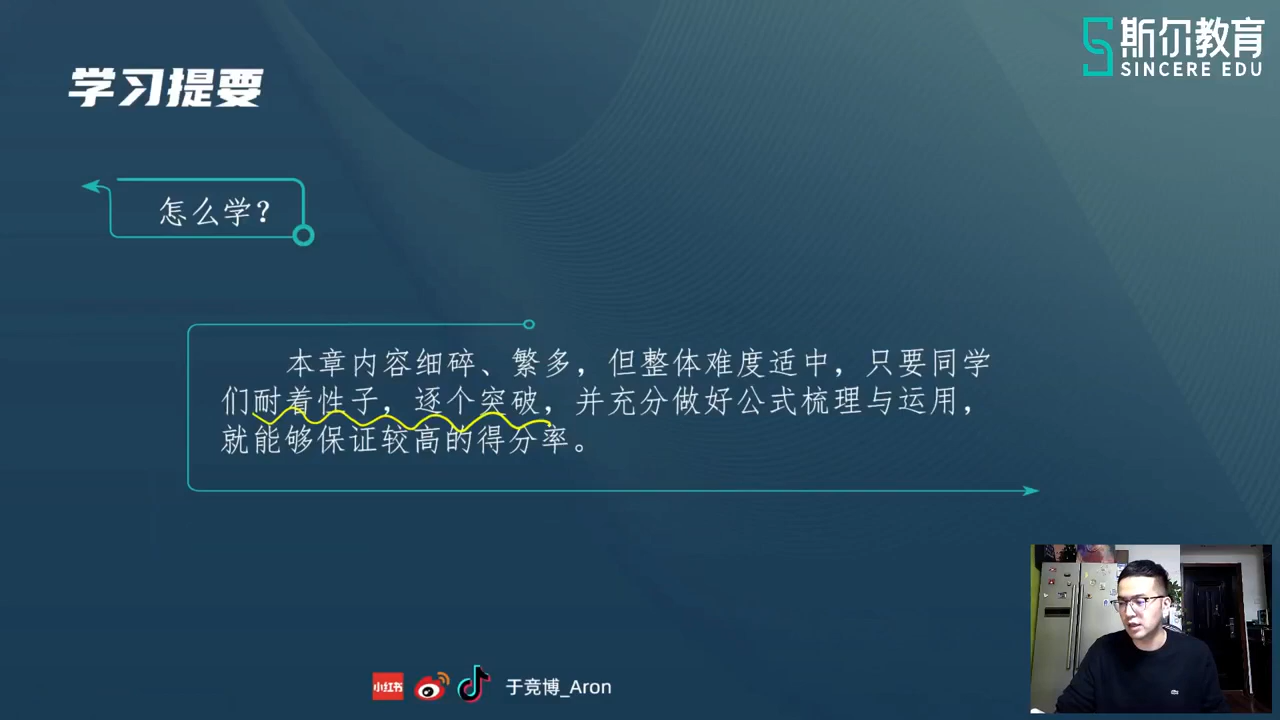 斯尔教育
SINCERE EDU
学习提要
怎么学？
本章内容细碎、繁多，但整体难度适中，只要同学
们耐着性子，逐个突破，并充分做好公式梳理与运用，
就能够保证较高的得分率。
小红书
于竞博_Aron